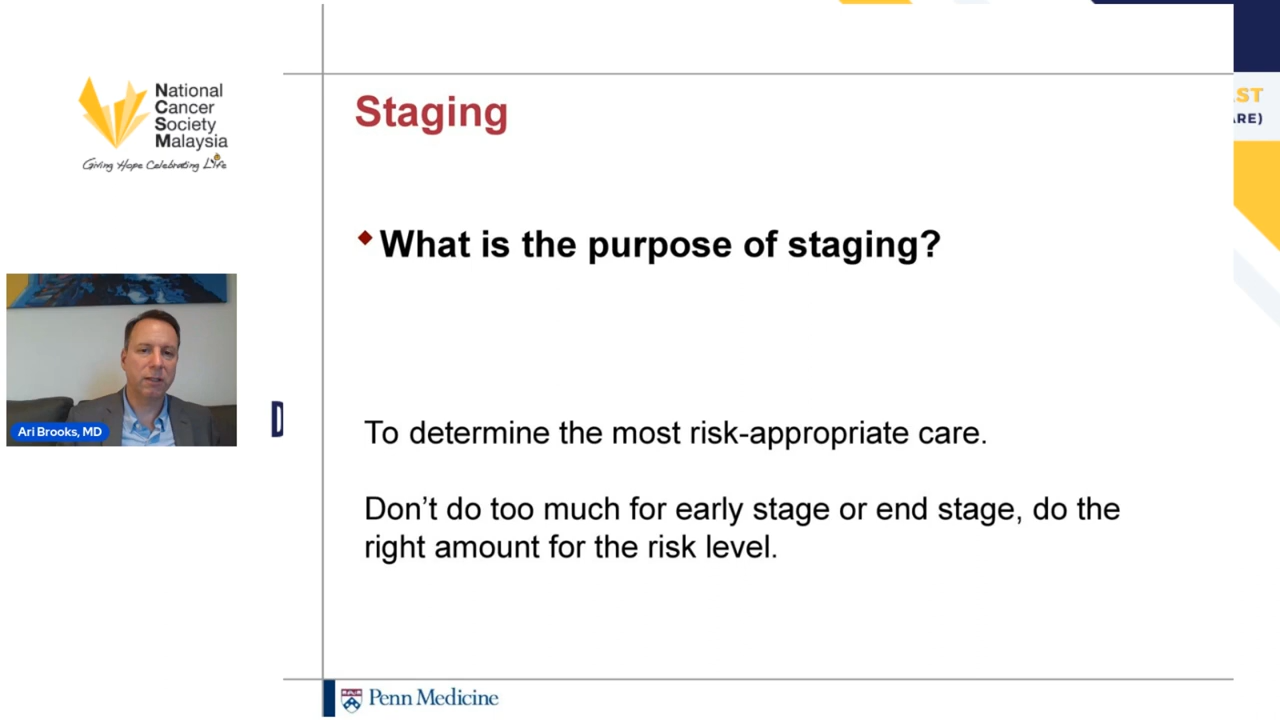 National
Cancer
Society
Malaysia
Giving Hope Celebrating Life
Ari Brooks, MD
D
Staging
What is the purpose of staging?
To determine the most risk-appropriate care.
Don’t do too much for early stage or end stage, do the
right amount for the risk level.
Penn Medicine
ST
RE)